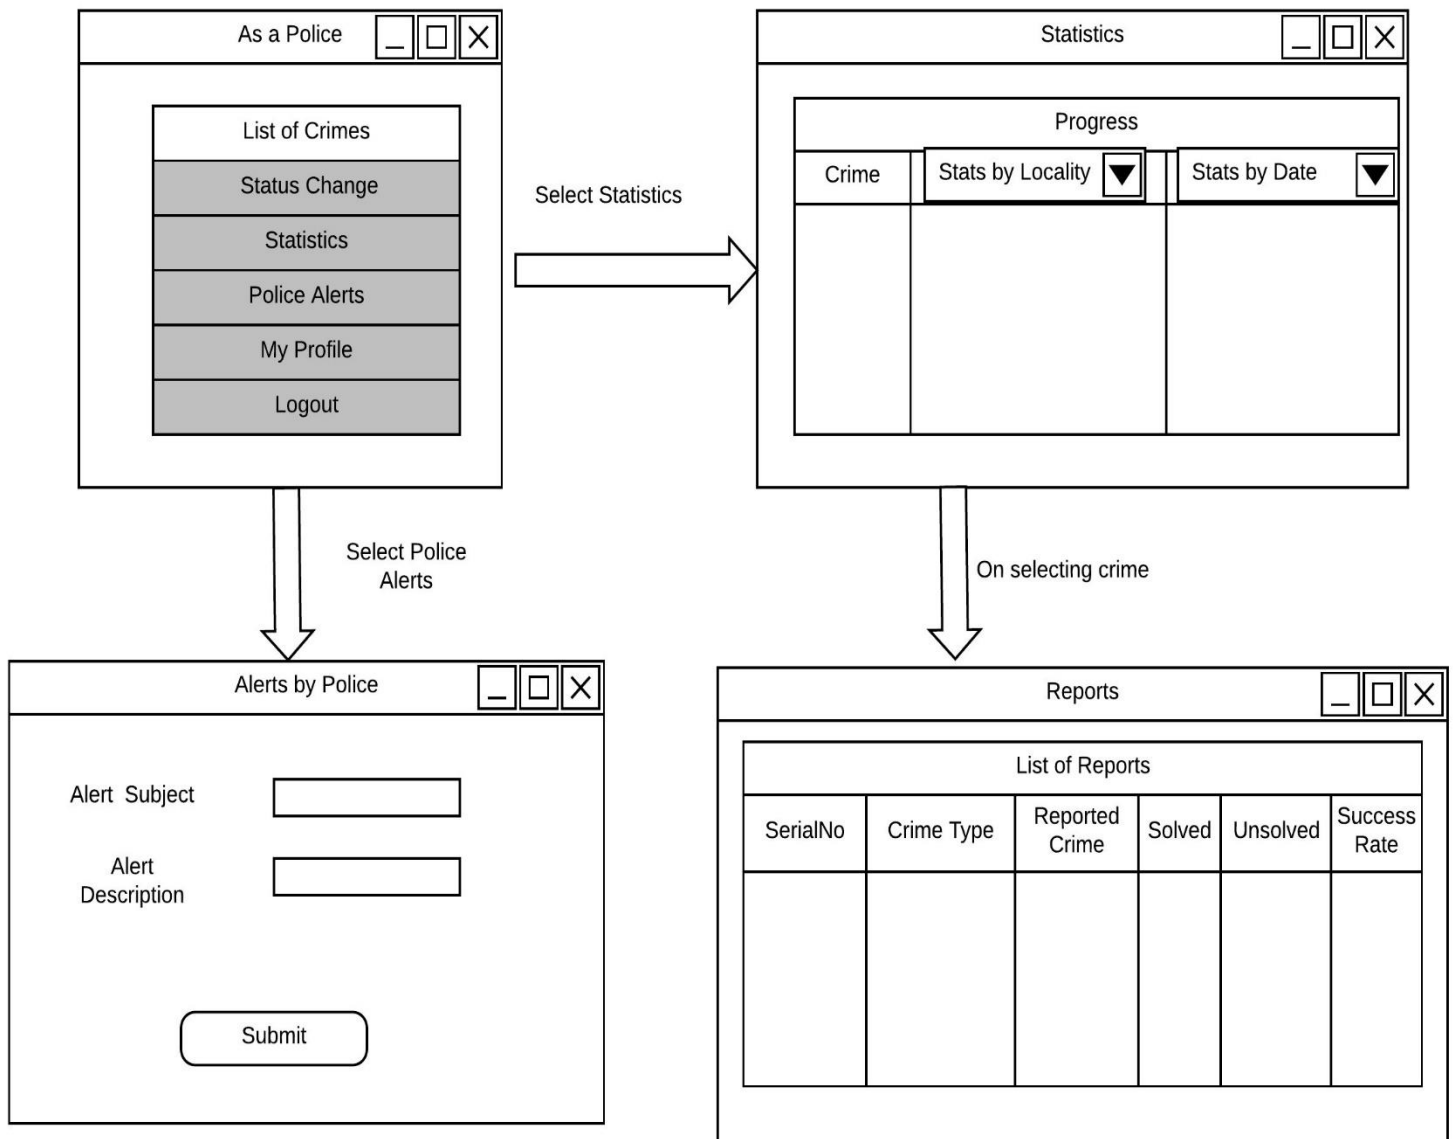 As a Police
List of Crimes
Status Change
Statistics
Police Alerts
My Profile
Logout
Select Statistics
Statistics
Progress
Crime
Stats by Locality
Stats by Date
Select Police
Alerts
On selecting crime
Alerts by Police
Alert  Subject
Alert
Description
Submit
Reports
List of Reports
SerialNo
Crime Type
Reported
Crime
Solved
Unsolved
Success
Rate